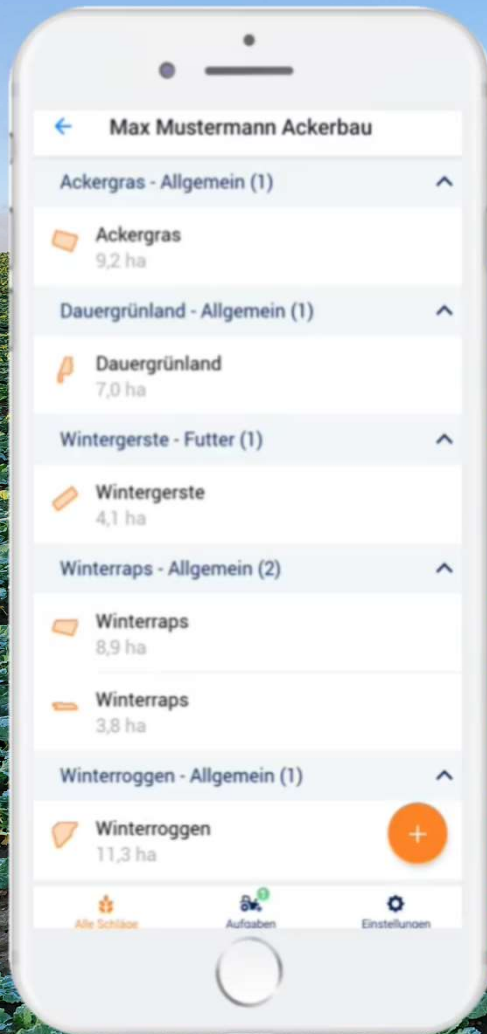 Max Mustermann Ackerbau
Ackergras - Allgemein (1)
Ackergras
9,2 ha
Dauergrünland - Allgemein (1)
Dauergrünland
7,0 ha
Wintergerste - Futter (1)
Wintergerste
4,1 ha
Winterraps - Allgemein (2)
Winterraps
8,9 ha
Winterraps
3,8 ha
Winterroggen - Allgemein (1)
Winterroggen
11,3 ha
1
Alle Schläge Aufgaben Einstellungen